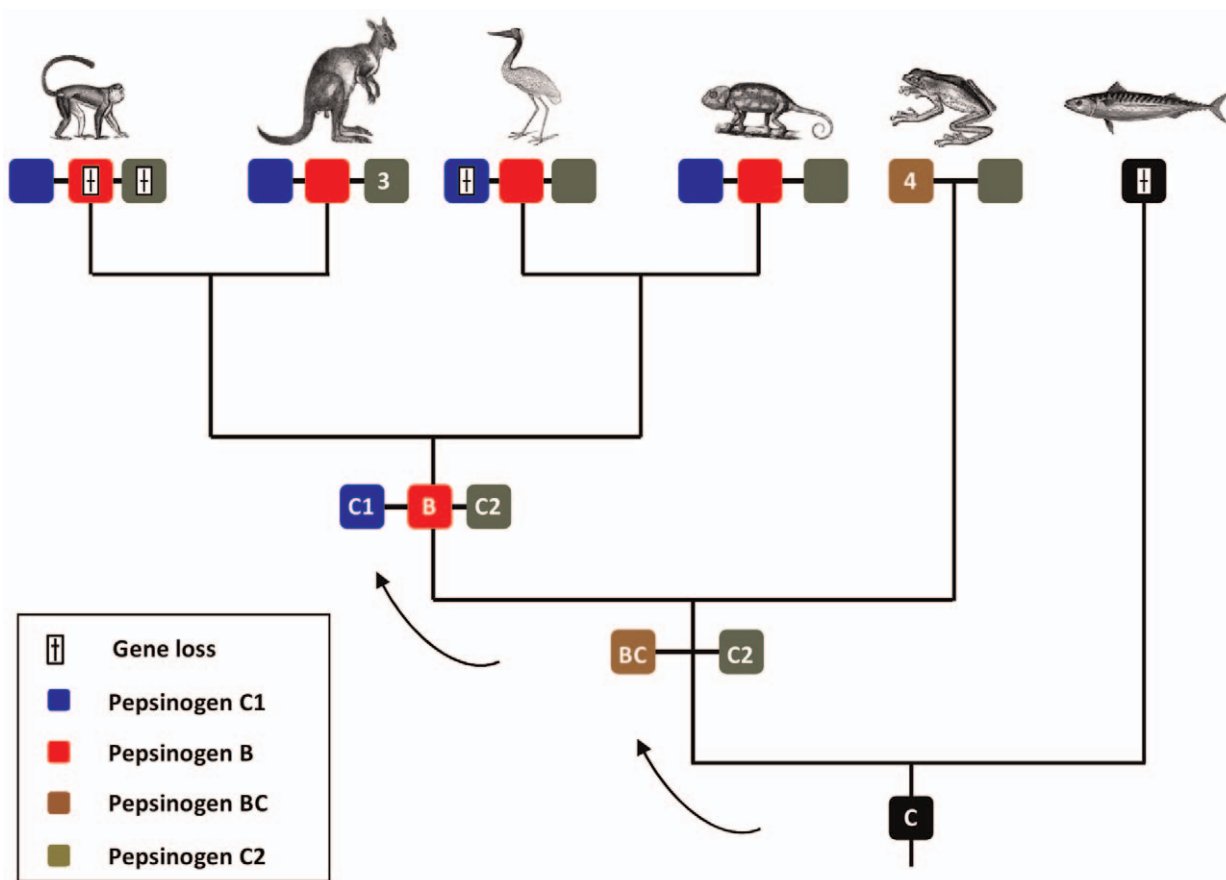 3
4
C1 B C2
BC C2
C
Gene loss
Pepsinogen C1
Pepsinogen B
Pepsinogen BC
Pepsinogen C2